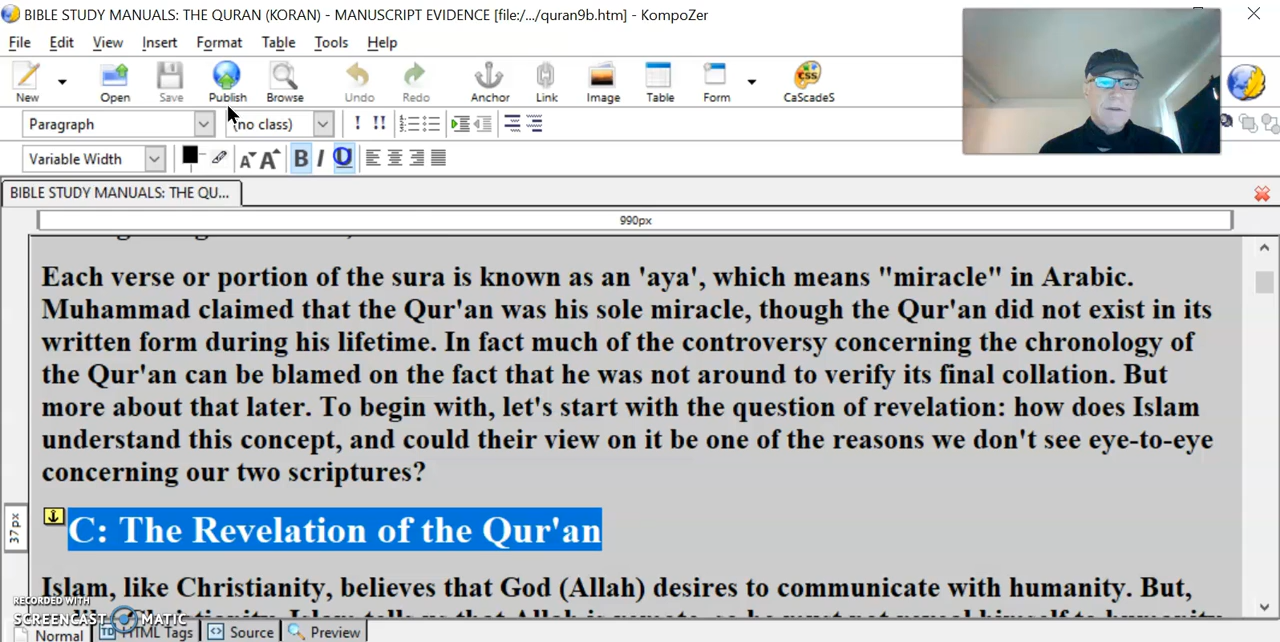 BIBLE STUDY MANUALS: THE QURAN (KORAN) - MANUSCRIPT EVIDENCE [file:/.../quran9b.htm] - KompoZer
File Edit View Insert Format Table Tools Help
New Open Save Publish Browse Undo Redo Anchor Link Image Table Form CaScadeS
Paragraph (no class) ! !!
Variable Width A A B I U
BIBLE STUDY MANUALS: THE QU...
990px
Each verse or portion of the sura is known as an 'aya', which means "miracle" in Arabic.
Muhammad claimed that the Qur'an was his sole miracle, though the Qur'an did not exist in its
written form during his lifetime. In fact much of the controversy concerning the chronology of
the Qur'an can be blamed on the fact that he was not around to verify its final collation. But
more about that later. To begin with, let's start with the question of revelation: how does Islam
understand this concept, and could their view on it be one of the reasons we don't see eye-to-eye
concerning our two scriptures?
37px
C: The Revelation of the Qur'an
Islam, like Christianity, believes that God (Allah) desires to communicate with humanity. But,
RECORDED WITH
SCREENCAST MATIC
Normal TD HTML Tags Source Preview